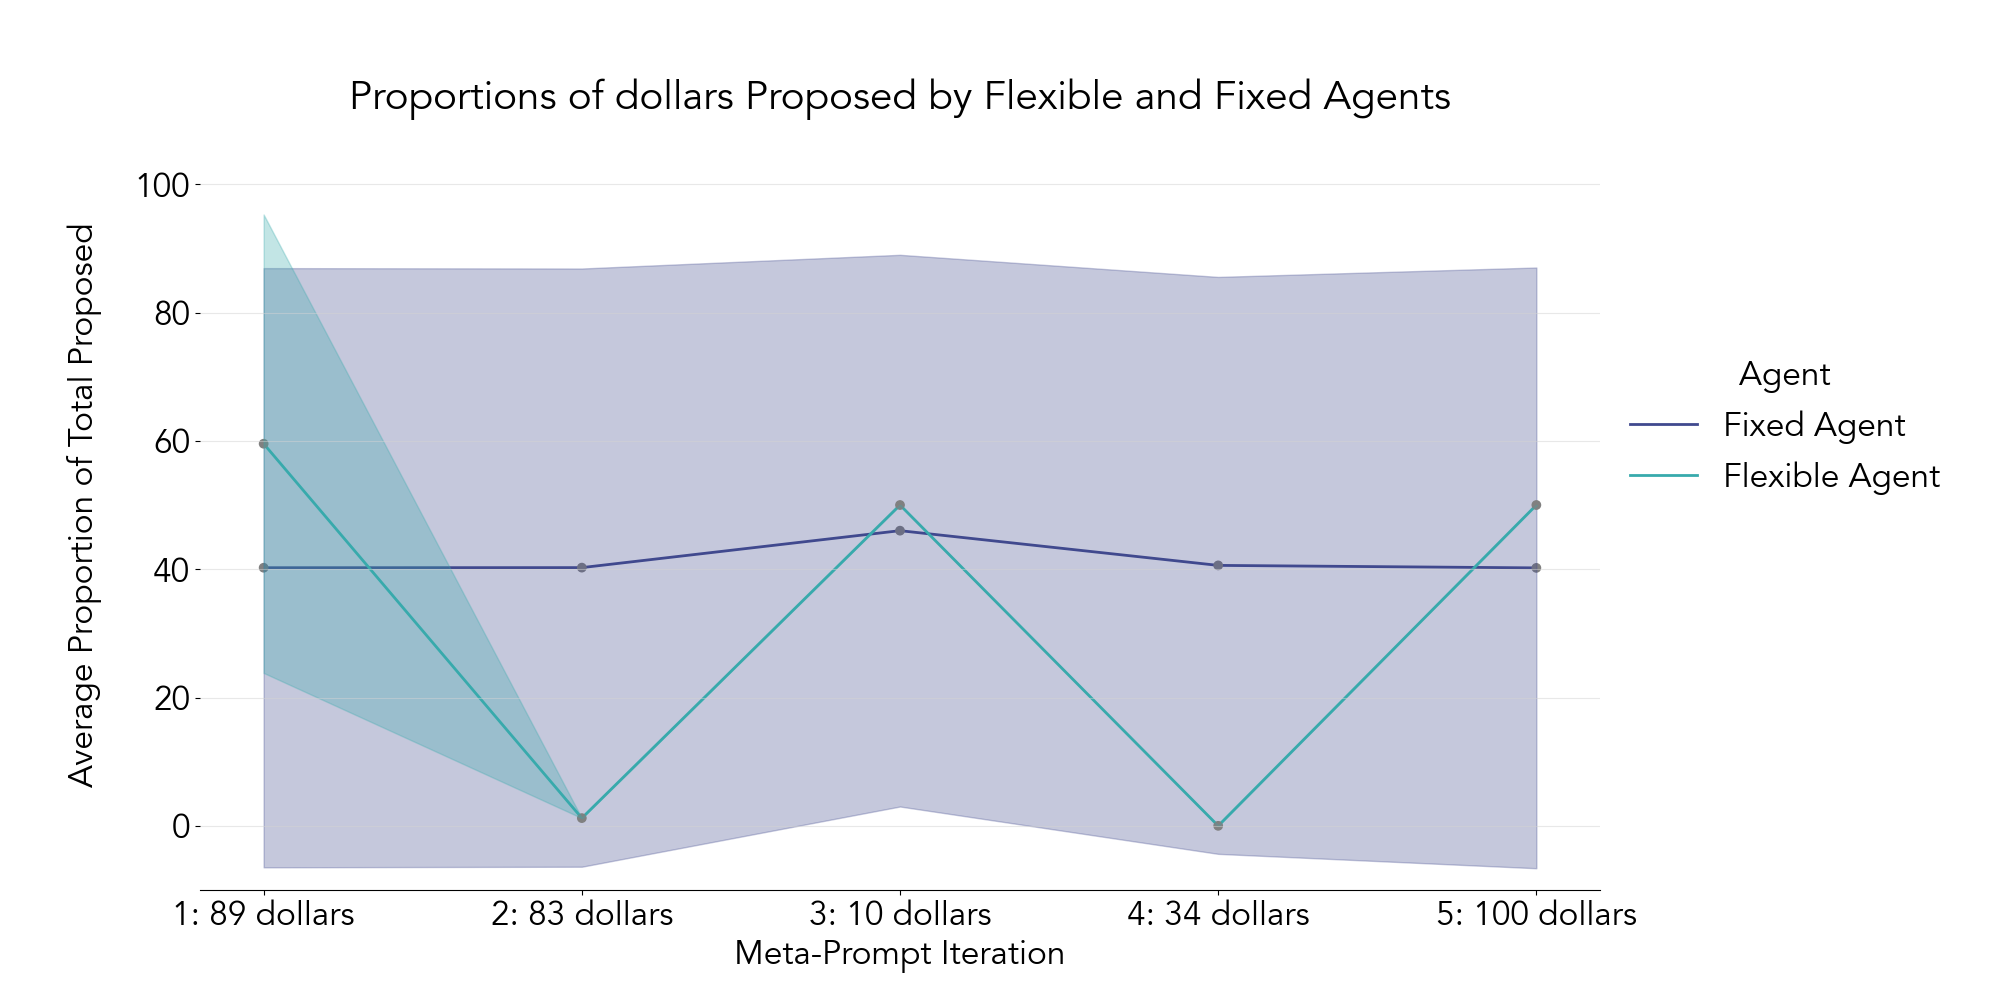 Proportions of dollars Proposed by Flexible and Fixed Agents
Average Proportion of Total Proposed
100
80
60
40
20
0
1: 89 dollars
2: 83 dollars
3: 10 dollars
4: 34 dollars
5: 100 dollars
Meta-Prompt Iteration
Agent
Fixed Agent
Flexible Agent